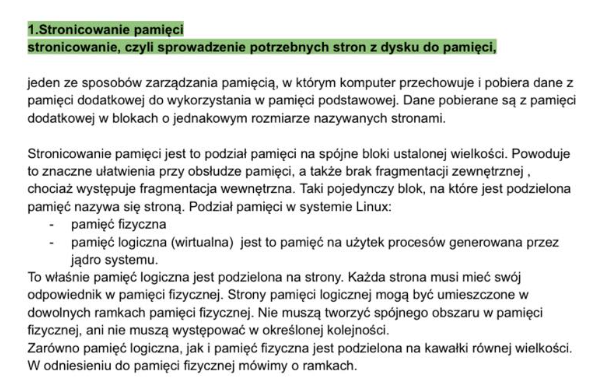 1.Stronicowanie pamięci
stronicowanie, czyli sprowadzenie potrzebnych stron z dysku do pamięci,
jeden ze sposobów zarządzania pamięcią, w którym komputer przechowuje i pobiera dane z
pamięci dodatkowej do wykorzystania w pamięci podstawowej. Dane pobierane są z pamięci
dodatkowej w blokach o jednakowym rozmiarze nazywanych stronami.
Stronicowanie pamięci jest to podział pamięci na spójne bloki ustalonej wielkości. Powoduje
to znaczne ułatwienia przy obsłudze pamięci, a także brak fragmentacji zewnętrznej ,
chociaż występuje fragmentacja wewnętrzna. Taki pojedynczy blok, na które jest podzielona
pamięć nazywa się stroną. Podział pamięci w systemie Linux:
- pamięć fizyczna
- pamięć logiczna (wirtualna) jest to pamięć na użytek procesów generowana przez
jądro systemu.
To właśnie pamięć logiczna jest podzielona na strony. Każda strona musi mieć swój
odpowiednik w pamięci fizycznej. Strony pamięci logicznej mogą być umieszczone w
dowolnych ramkach pamięci fizycznej. Nie muszą tworzyć spójnego obszaru w pamięci
fizycznej, ani nie muszą występować w określonej kolejności.
Zarówno pamięć logiczna, jak i pamięć fizyczna jest podzielona na kawałki równej wielkości.
W odniesieniu do pamięci fizycznej mówimy o ramkach.